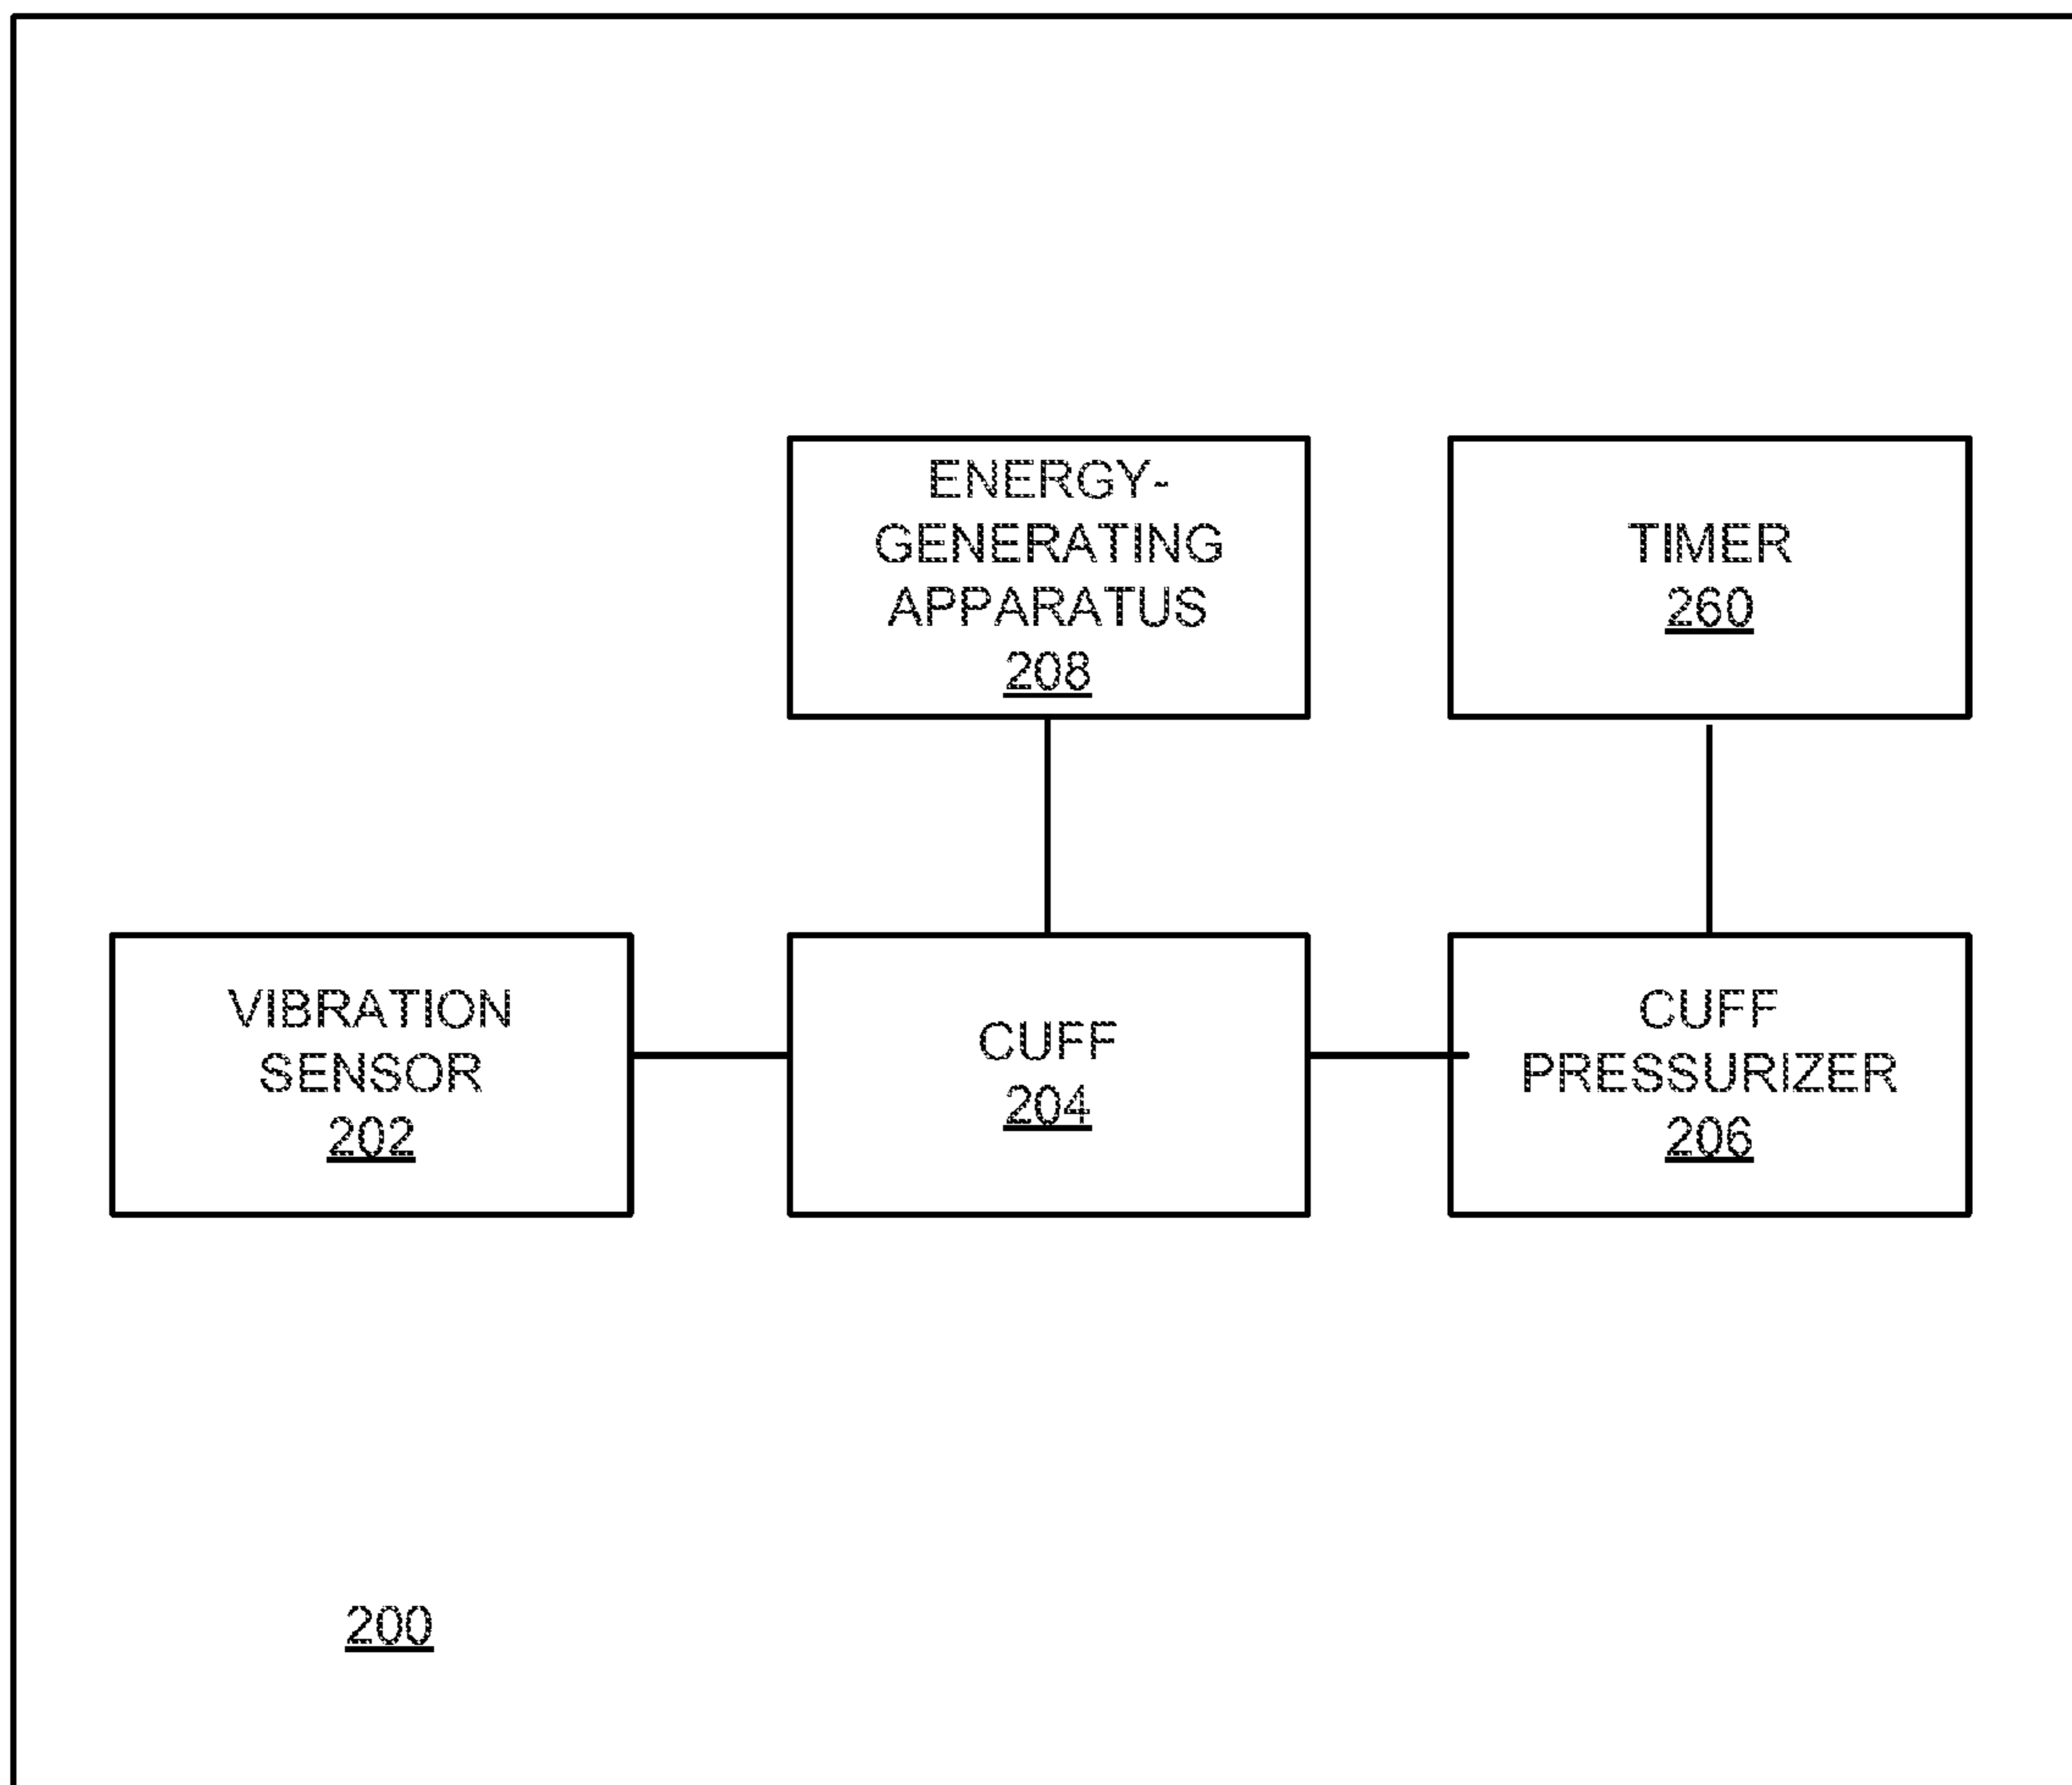 ENERGY-
GENERATING
APPARATUS
208
TIMER
260
VIBRATION
SENSOR
202
CUFF
204
CUFF
PRESSURIZER
206
200